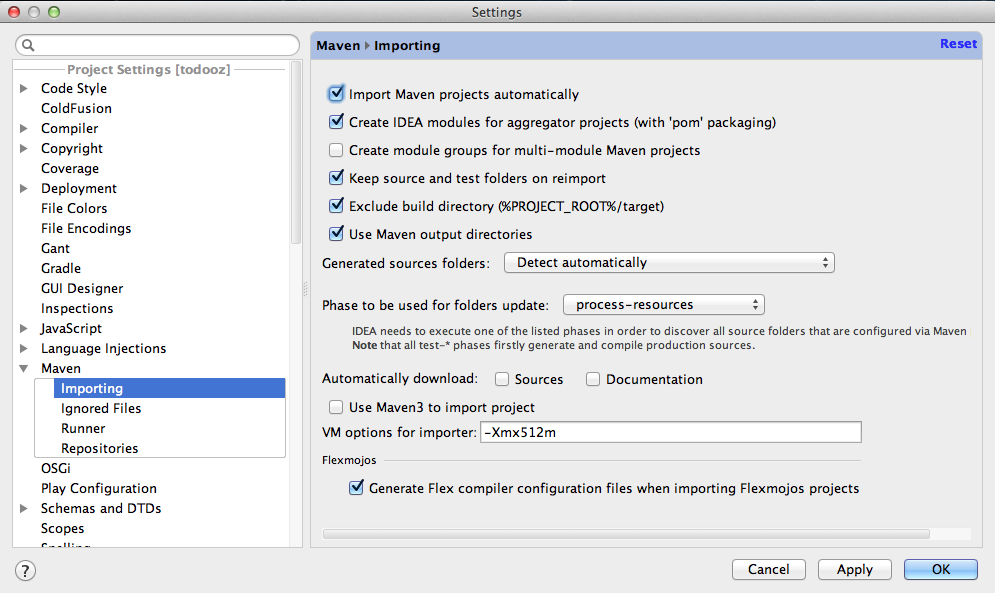 Settings
Project Settings [todooz]
Code Style
ColdFusion
Compiler
Copyright
Coverage
Deployment
File Colors
File Encodings
Gant
Gradle
GUI Designer
Inspections
JavaScript
Language Injections
Maven
Importing
Ignored Files
Runner
Repositories
OSGi
Play Configuration
Schemas and DTDs
Scopes
Spelling
Maven Importing
Reset
Import Maven projects automatically
Create IDEA modules for aggregator projects (with 'pom' packaging)
Create module groups for multi-module Maven projects
Keep source and test folders on reimport
Exclude build directory (%PROJECT_ROOT%/target)
Use Maven output directories
Generated sources folders: Detect automatically
Phase to be used for folders update: process-resources
IDEA needs to execute one of the listed phases in order to discover all source folders that are configured via Maven
Note that all test-* phases firstly generate and compile production sources.
Automatically download: Sources Documentation
Use Maven3 to import project
VM options for importer: -Xmx512m
Flexmojos
Generate Flex compiler configuration files when importing Flexmojos projects
? Cancel Apply OK